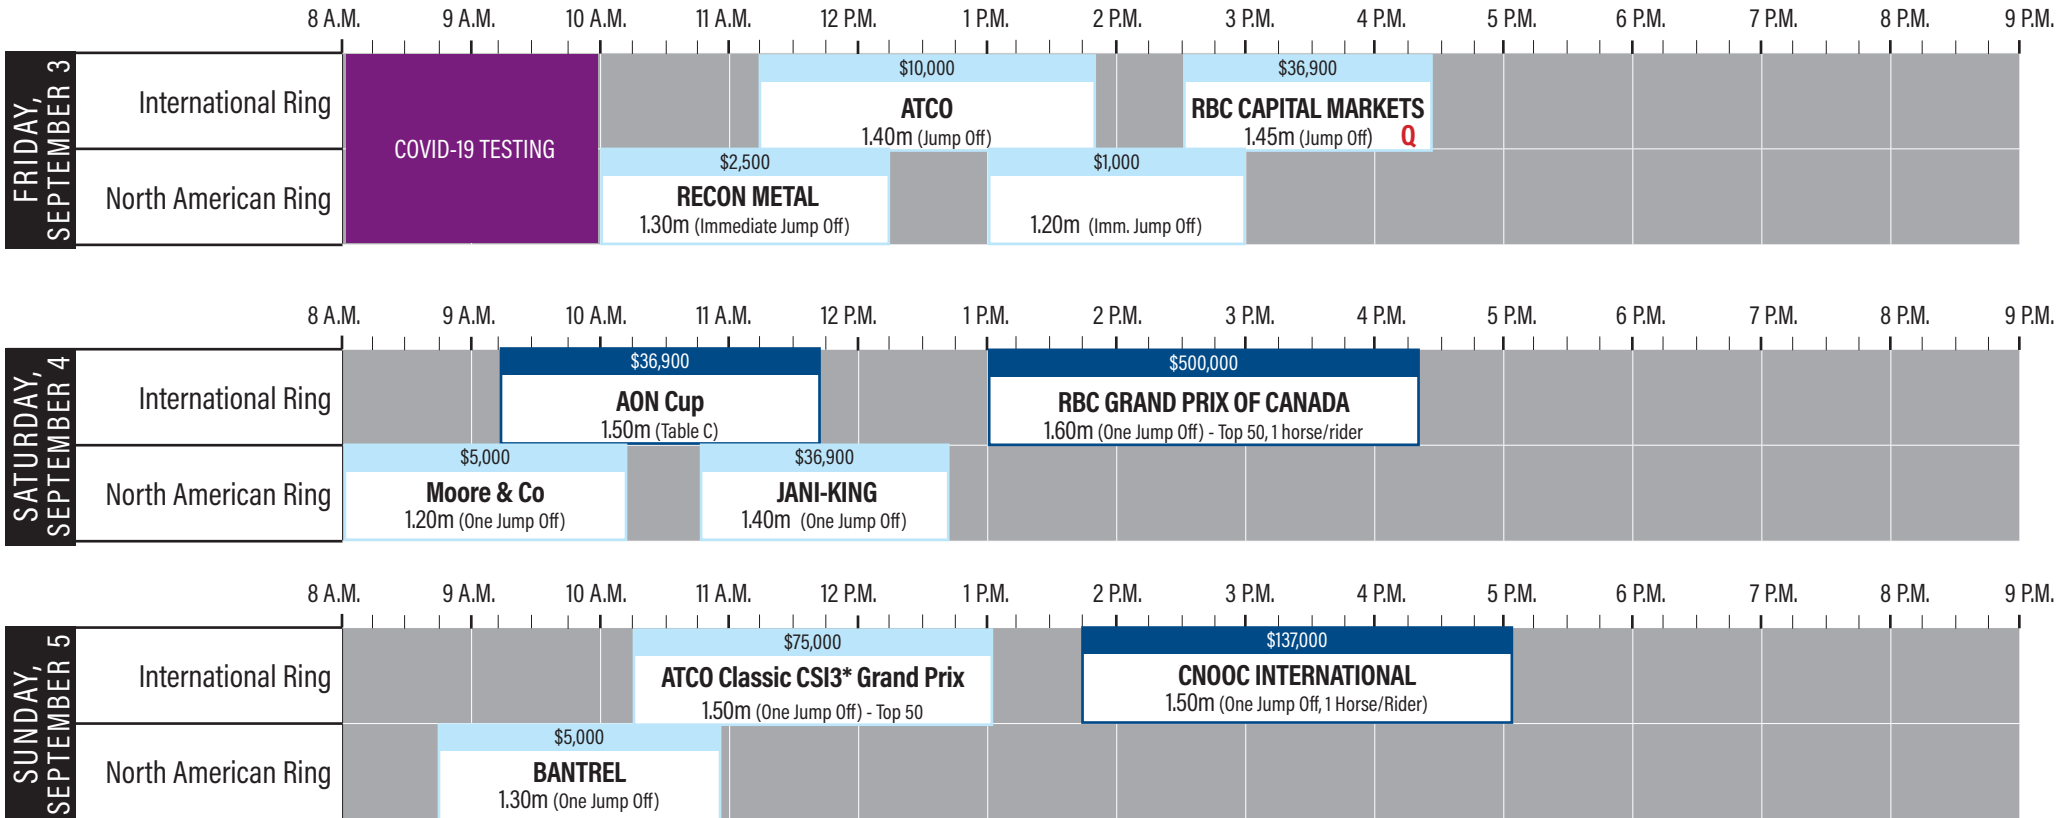 8 A.M. 9 A.M. 10 A.M. 11 A.M. 12 P.M. 1 P.M. 2 P.M. 3 P.M. 4 P.M. 5 P.M. 6 P.M. 7 P.M. 8 P.M. 9 P.M.
FRIDAY,
SEPTEMBER 3
International Ring
North American Ring
COVID-19 TESTING
$10,000
ATCO
1.40m (Jump Off)
$36,900
RBC CAPITAL MARKETS
1.45m (Jump Off) Q
$2,500
RECON METAL
1.30m (Immediate Jump Off)
$1,000
1.20m (Imm. Jump Off)
8 A.M. 9 A.M. 10 A.M. 11 A.M. 12 P.M. 1 P.M. 2 P.M. 3 P.M. 4 P.M. 5 P.M. 6 P.M. 7 P.M. 8 P.M. 9 P.M.
SATURDAY,
SEPTEMBER 4
International Ring
$36,900
AON Cup
1.50m (Table C)
$500,000
RBC GRAND PRIX OF CANADA
1.60m (One Jump Off) - Top 50, 1 horse/rider
North American Ring
$5,000
Moore & Co
1.20m (One Jump Off)
$36,900
JANI-KING
1.40m (One Jump Off)
8 A.M. 9 A.M. 10 A.M. 11 A.M. 12 P.M. 1 P.M. 2 P.M. 3 P.M. 4 P.M. 5 P.M. 6 P.M. 7 P.M. 8 P.M. 9 P.M.
SUNDAY,
SEPTEMBER 5
International Ring
$75,000
ATCO Classic CSI3* Grand Prix
1.50m (One Jump Off) - Top 50
$137,000
CNOOC INTERNATIONAL
1.50m (One Jump Off, 1 Horse/Rider)
North American Ring
$5,000
BANTREL
1.30m (One Jump Off)